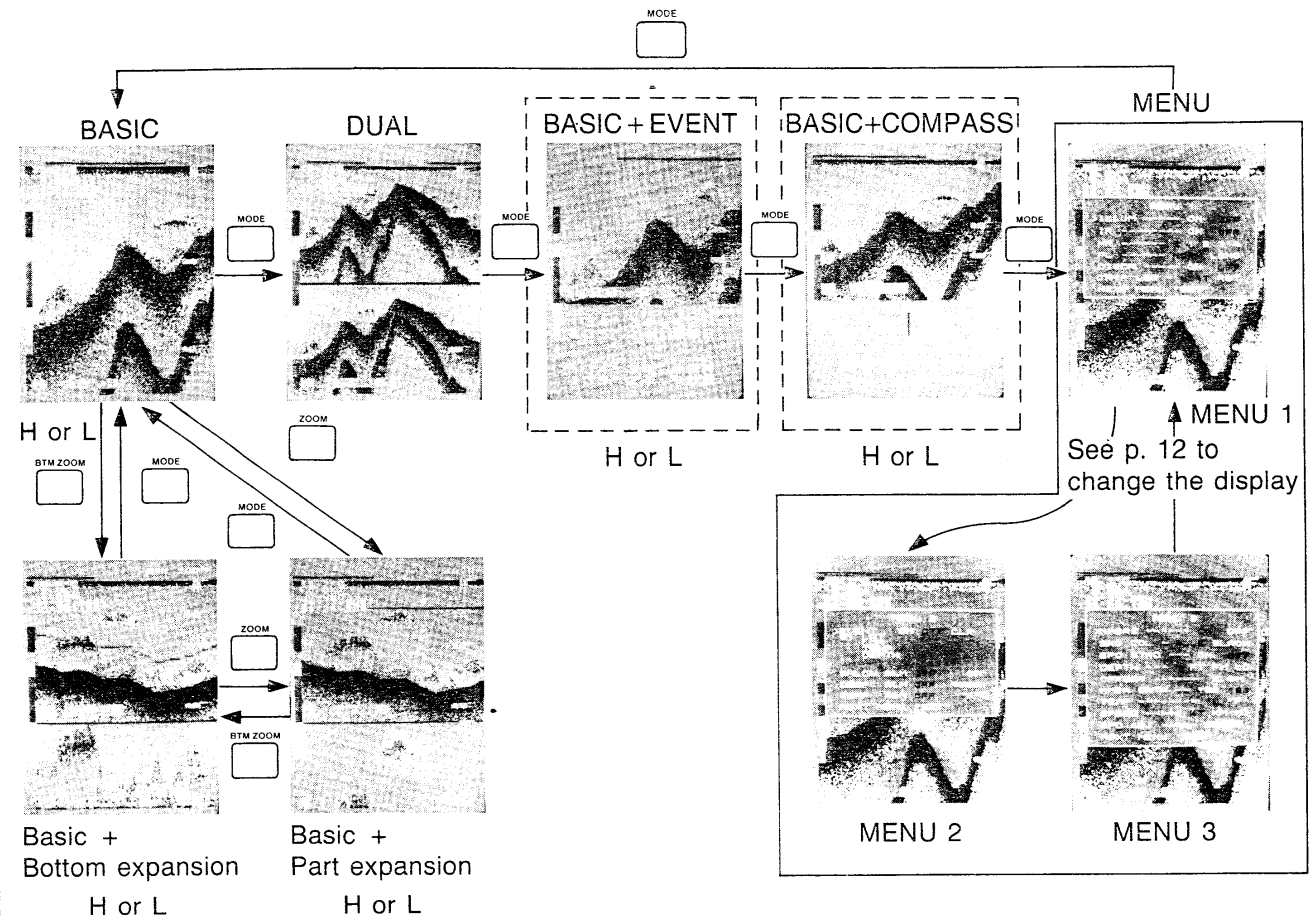 MODE
MENU
BASIC
DUAL
BASIC + EVENT
BASIC+COMPASS
MODE
MODE
MODE
MODE
H or L
ZOOM
H or L
H or L
MENU 1
See p. 12 to
change the display
BTM ZOOM
MODE
MODE
ZOOM
BTM ZOOM
Basic +
Bottom expansion
H or L
Basic +
Part expansion
H or L
MENU 2
MENU 3